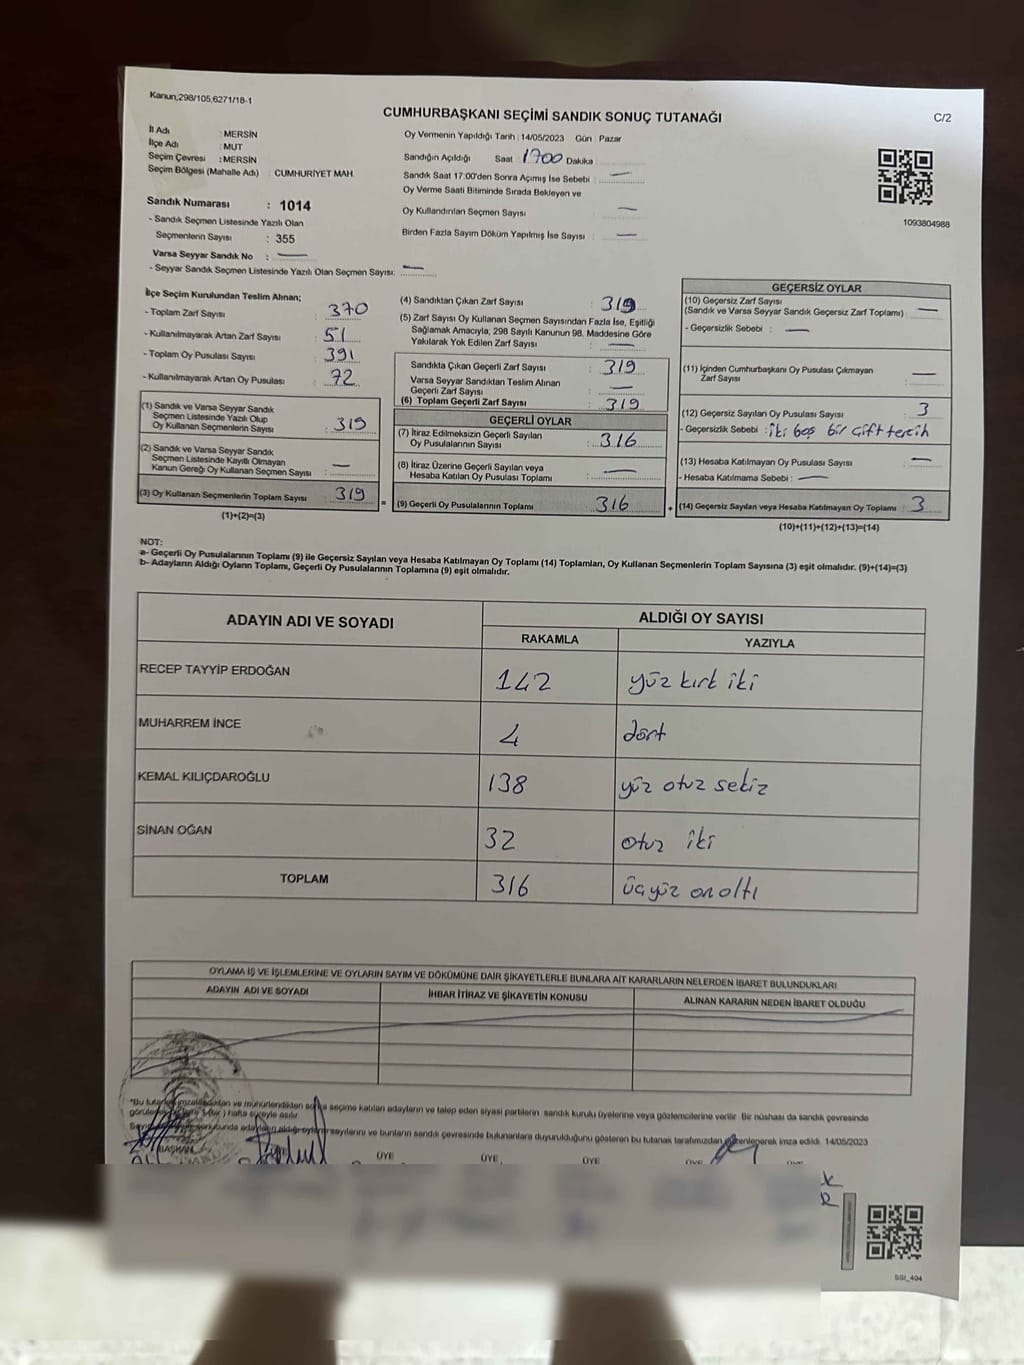 Kanun,298/105,6271/18-1
CUMHURBAŞKANI SEÇİMİ SANDIK SONUÇ TUTANAĞI
C/2
İl Adı : MERSİN
İlçe Adı : MUT
Seçim Çevresi : MERSİN
Seçim Bölgesi (Mahalle Adı) : CUMHURİYET MAH.
Sandık Numarası : 1014
- Sandık Seçmen Listesinde Yazılı Olan
Seçmenlerin Sayısı : 355
Varsa Seyyar Sandık No : —
- Seyyar Sandık Seçmen Listesinde Yazılı Olan Seçmen Sayısı: —
Oy Vermenin Yapıldığı Tarih : 14/05/2023 Gün : Pazar
Sandığın Açıldığı Saat 1700 Dakika :
Sandık Saat 17:00'den Sonra Açımış İse Sebebi : —
Oy Verme Saati Bitiminde Sırada Bekleyen ve
Oy Kullandırılan Seçmen Sayısı : —
Birden Fazla Sayım Döküm Yapılmış İse Sayısı : —
1093804988
İlçe Seçim Kurulundan Teslim Alınan;
- Toplam Zarf Sayısı : 370
- Kullanılmayarak Artan Zarf Sayısı : 51
- Toplam Oy Pusulası Sayısı : 391
- Kullanılmayarak Artan Oy Pusulası : 72
(1) Sandık ve Varsa Seyyar Sandık
Seçmen Listesinde Yazılı Olup
Oy Kullanan Seçmenlerin Sayısı : 319
(2) Sandık ve Varsa Seyyar Sandık
Seçmen Listesinde Kayıtlı Olmayan
Kanun Gereği Oy Kullanan Seçmen Sayısı : —
(3) Oy Kullanan Seçmenlerin Toplam Sayısı : 319
(1)+(2)=(3)
(4) Sandıktan Çıkan Zarf Sayısı : 319
(5) Zarf Sayısı Oy Kullanan Seçmen Sayısından Fazla İse, Eşitliği
Sağlamak Amacıyla, 298 Sayılı Kanunun 98. Maddesine Göre
Yakılarak Yok Edilen Zarf Sayısı : —
Sandıkta Çıkan Geçerli Zarf Sayısı : 319
Varsa Seyyar Sandıktan Teslim Alınan
Geçerli Zarf Sayısı : —
(6) Toplam Geçerli Zarf Sayısı : 319
GEÇERLİ OYLAR
(7) İtiraz Edilmeksizin Geçerli Sayılan
Oy Pusulalarının Sayısı : 316
(8) İtiraz Üzerine Geçerli Sayılan veya
Hesaba Katılan Oy Pusulası Toplamı : —
= (9) Geçerli Oy Pusulalarının Toplamı : 316
GEÇERSİZ OYLAR
(10) Geçersiz Zarf Sayısı
(Sandık ve Varsa Seyyar Sandık Geçersiz Zarf Toplamı) : —
- Geçersizlik Sebebi : —
(11) İçinden Cumhurbaşkanı Oy Pusulası Çıkmayan
Zarf Sayısı : —
(12) Geçersiz Sayılan Oy Pusulası Sayısı : 3
- Geçersizlik Sebebi : iki boş bir çift tercih
(13) Hesaba Katılmayan Oy Pusulası Sayısı : —
- Hesaba Katılmama Sebebi : —
+ (14) Geçersiz Sayılan veya Hesaba Katılmayan Oy Toplamı : 3
(10)+(11)+(12)+(13)=(14)
NOT:
a- Geçerli Oy Pusulalarının Toplamı (9) ile Geçersiz Sayılan veya Hesaba Katılmayan Oy Toplamı (14) Toplamları, Oy Kullanan Seçmenlerin Toplam Sayısına (3) eşit olmalıdır. (9)+(14)=(3)
b- Adayların Aldığı Oyların Toplamı, Geçerli Oy Pusulalarının Toplamına (9) eşit olmalıdır.
ADAYIN ADI VE SOYADI ALDIĞI OY SAYISI
RAKAMLA YAZIYLA
RECEP TAYYİP ERDOĞAN 142 yüz kırk iki
MUHARREM İNCE 4 dört
KEMAL KILIÇDAROĞLU 138 yüz otuz sekiz
SİNAN OĞAN 32 otuz iki
TOPLAM 316 üçyüz onaltı
OYLAMA İŞ VE İŞLEMLERİNE VE OYLARIN SAYIM VE DÖKÜMÜNE DAİR ŞİKAYETLERLE BUNLARA AİT KARARLARIN NELERDEN İBARET BULUNDUKLARI
ADAYIN ADI VE SOYADI İHBAR İTİRAZ VE ŞİKAYETİN KONUSU ALINAN KARARIN NEDEN İBARET OLDUĞU
*Bu ve mühürlendikten sonra seçime katılan adayların ve talep eden siyasi partilerin sandık kurulu üyelerine veya gözlemcilerine verilir. Bir nüshası da sandık çevresinde
hafta süreyle asılır.
sayılarını ve bunların sandık çevresinde bulunanlara duyurulduğunu gösteren bu tutanak tarafımızdan düzenlenerek imza edildi. 14/05/2023
BAŞKAN ÜYE ÜYE ÜYE ÜYE ÜYE
SSI_404